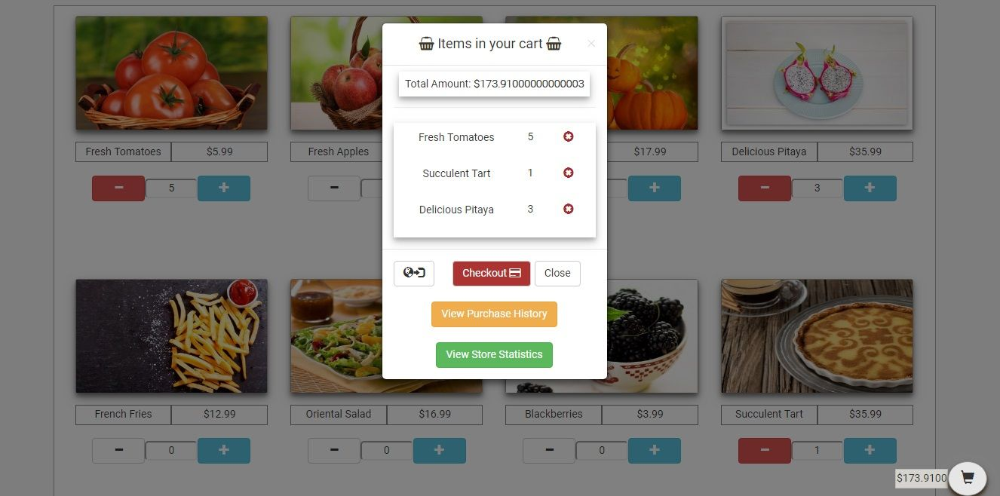 Items in your cart
×
Total Amount: $173.91000000000003
Fresh Tomatoes 5
Succulent Tart 1
Delicious Pitaya 3
Checkout
Close
View Purchase History
View Store Statistics
Fresh Tomatoes $5.99
Fresh Apples
$17.99
Delicious Pitaya $35.99
− 5 +
−
+
− 3 +
French Fries $12.99
Oriental Salad $16.99
Blackberries $3.99
Succulent Tart $35.99
− 0 +
− 0 +
− 0 +
− 1 +
$173.9100